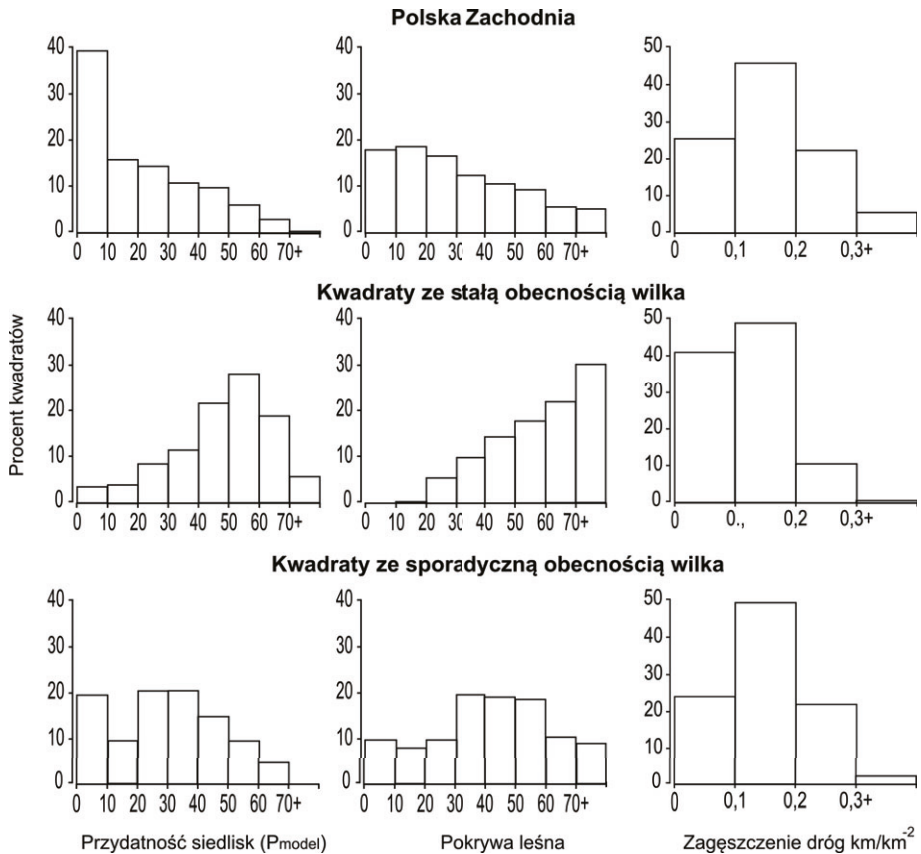 Polska Zachodnia
40 40 50
30 30 40
20 20 30
10 10 20
0 0 10
0
0 10 20 30 40 50 60 70+ 0 10 20 30 40 50 60 70+ 0 0,1 0,2 0,3+
Kwadraty ze stałą obecnością wilka
Procent kwadratów
40 40 50
30 30 40
20 20 30
10 10 20
0 0 10
0
0 10 20 30 40 50 60 70+ 0 10 20 30 40 50 60 70+ 0 0., 0,2 0,3+
Kwadraty ze sporadyczną obecnością wilka
40 40 50
30 30 40
20 20 30
10 10 20
0 0 10
0
0 10 20 30 40 50 60 70+ 0 10 20 30 40 50 60 70+ 0 0,1 0,2 0,3+
Przydatność siedlisk (Pmodel) Pokrywa leśna Zagęszczenie dróg km/km⁻²